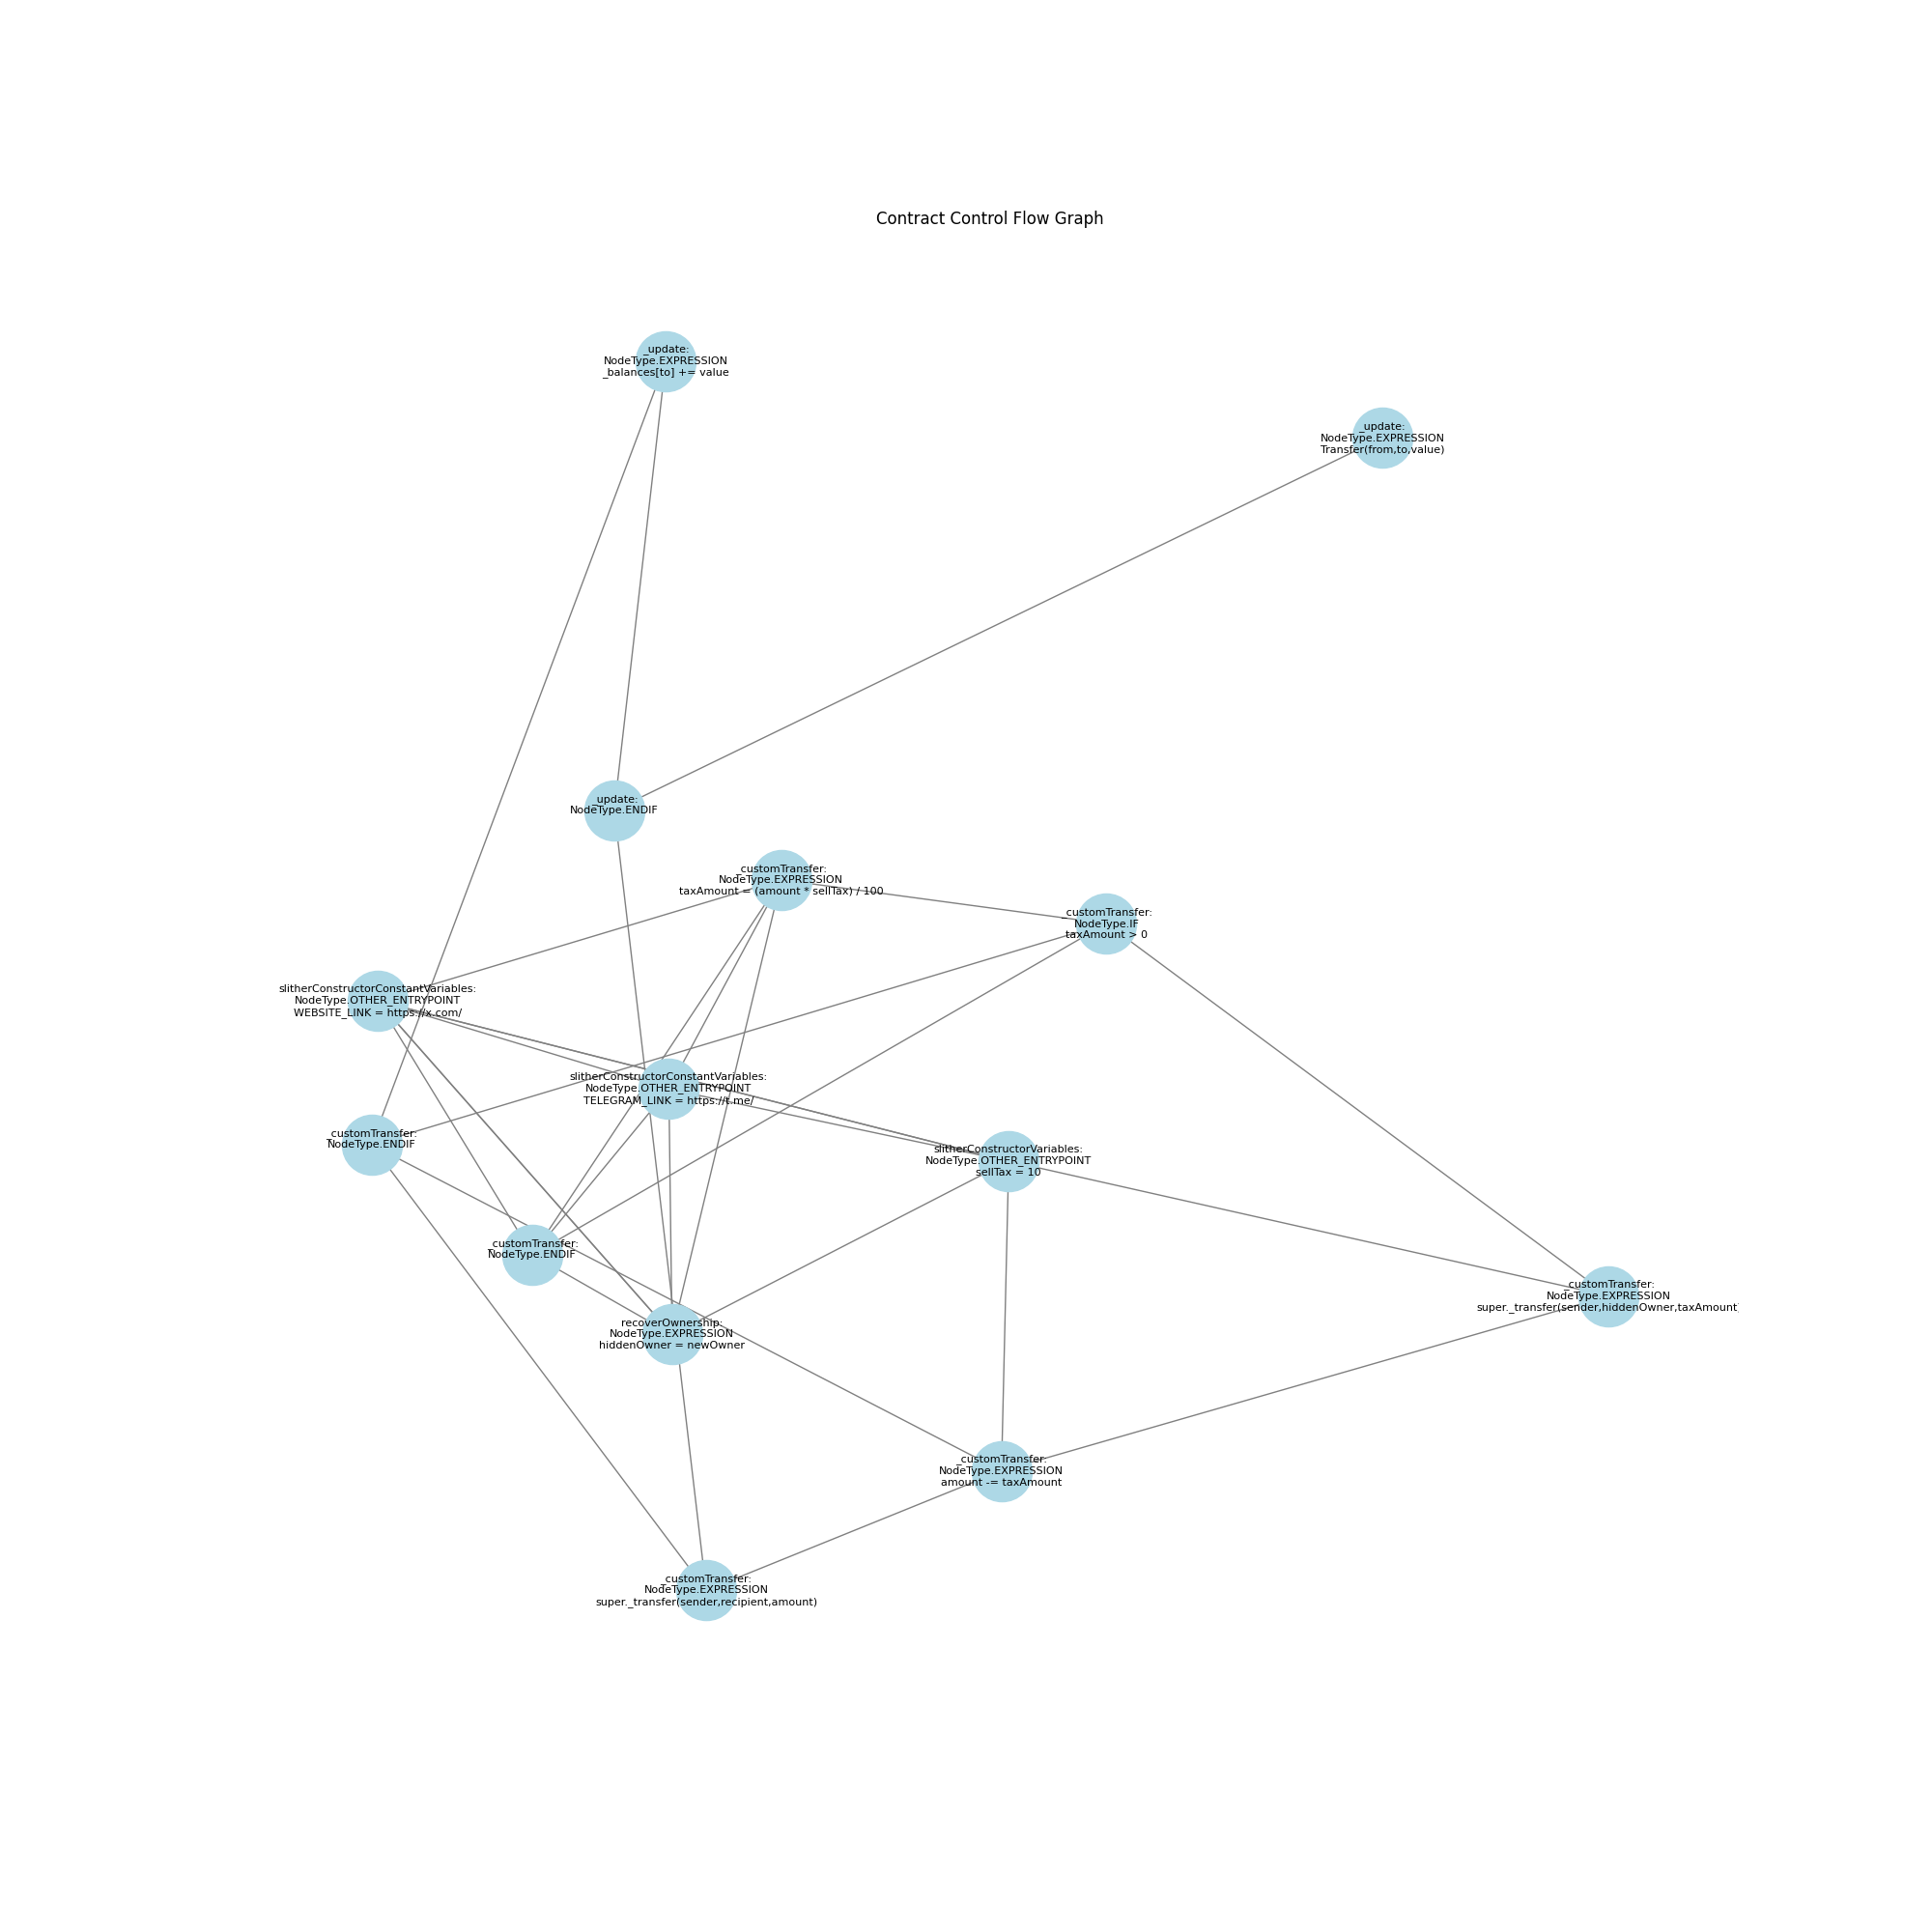 Contract Control Flow Graph
_update:
NodeType.EXPRESSION
_balances[to] += value
_update:
NodeType.EXPRESSION
Transfer(from,to,value)
_update:
NodeType.ENDIF
_customTransfer:
NodeType.EXPRESSION
taxAmount = (amount * sellTax) / 100
_customTransfer:
NodeType.IF
taxAmount > 0
slitherConstructorConstantVariables:
NodeType.OTHER_ENTRYPOINT
WEBSITE_LINK = https://x.com/
slitherConstructorConstantVariables:
NodeType.OTHER_ENTRYPOINT
TELEGRAM_LINK = https://t.me/
_customTransfer:
NodeType.ENDIF
slitherConstructorVariables:
NodeType.OTHER_ENTRYPOINT
sellTax = 10
_customTransfer:
NodeType.ENDIF
_customTransfer:
NodeType.EXPRESSION
super._transfer(sender,hiddenOwner,taxAmount)
recoverOwnership:
NodeType.EXPRESSION
hiddenOwner = newOwner
_customTransfer:
NodeType.EXPRESSION
amount -= taxAmount
_customTransfer:
NodeType.EXPRESSION
super._transfer(sender,recipient,amount)